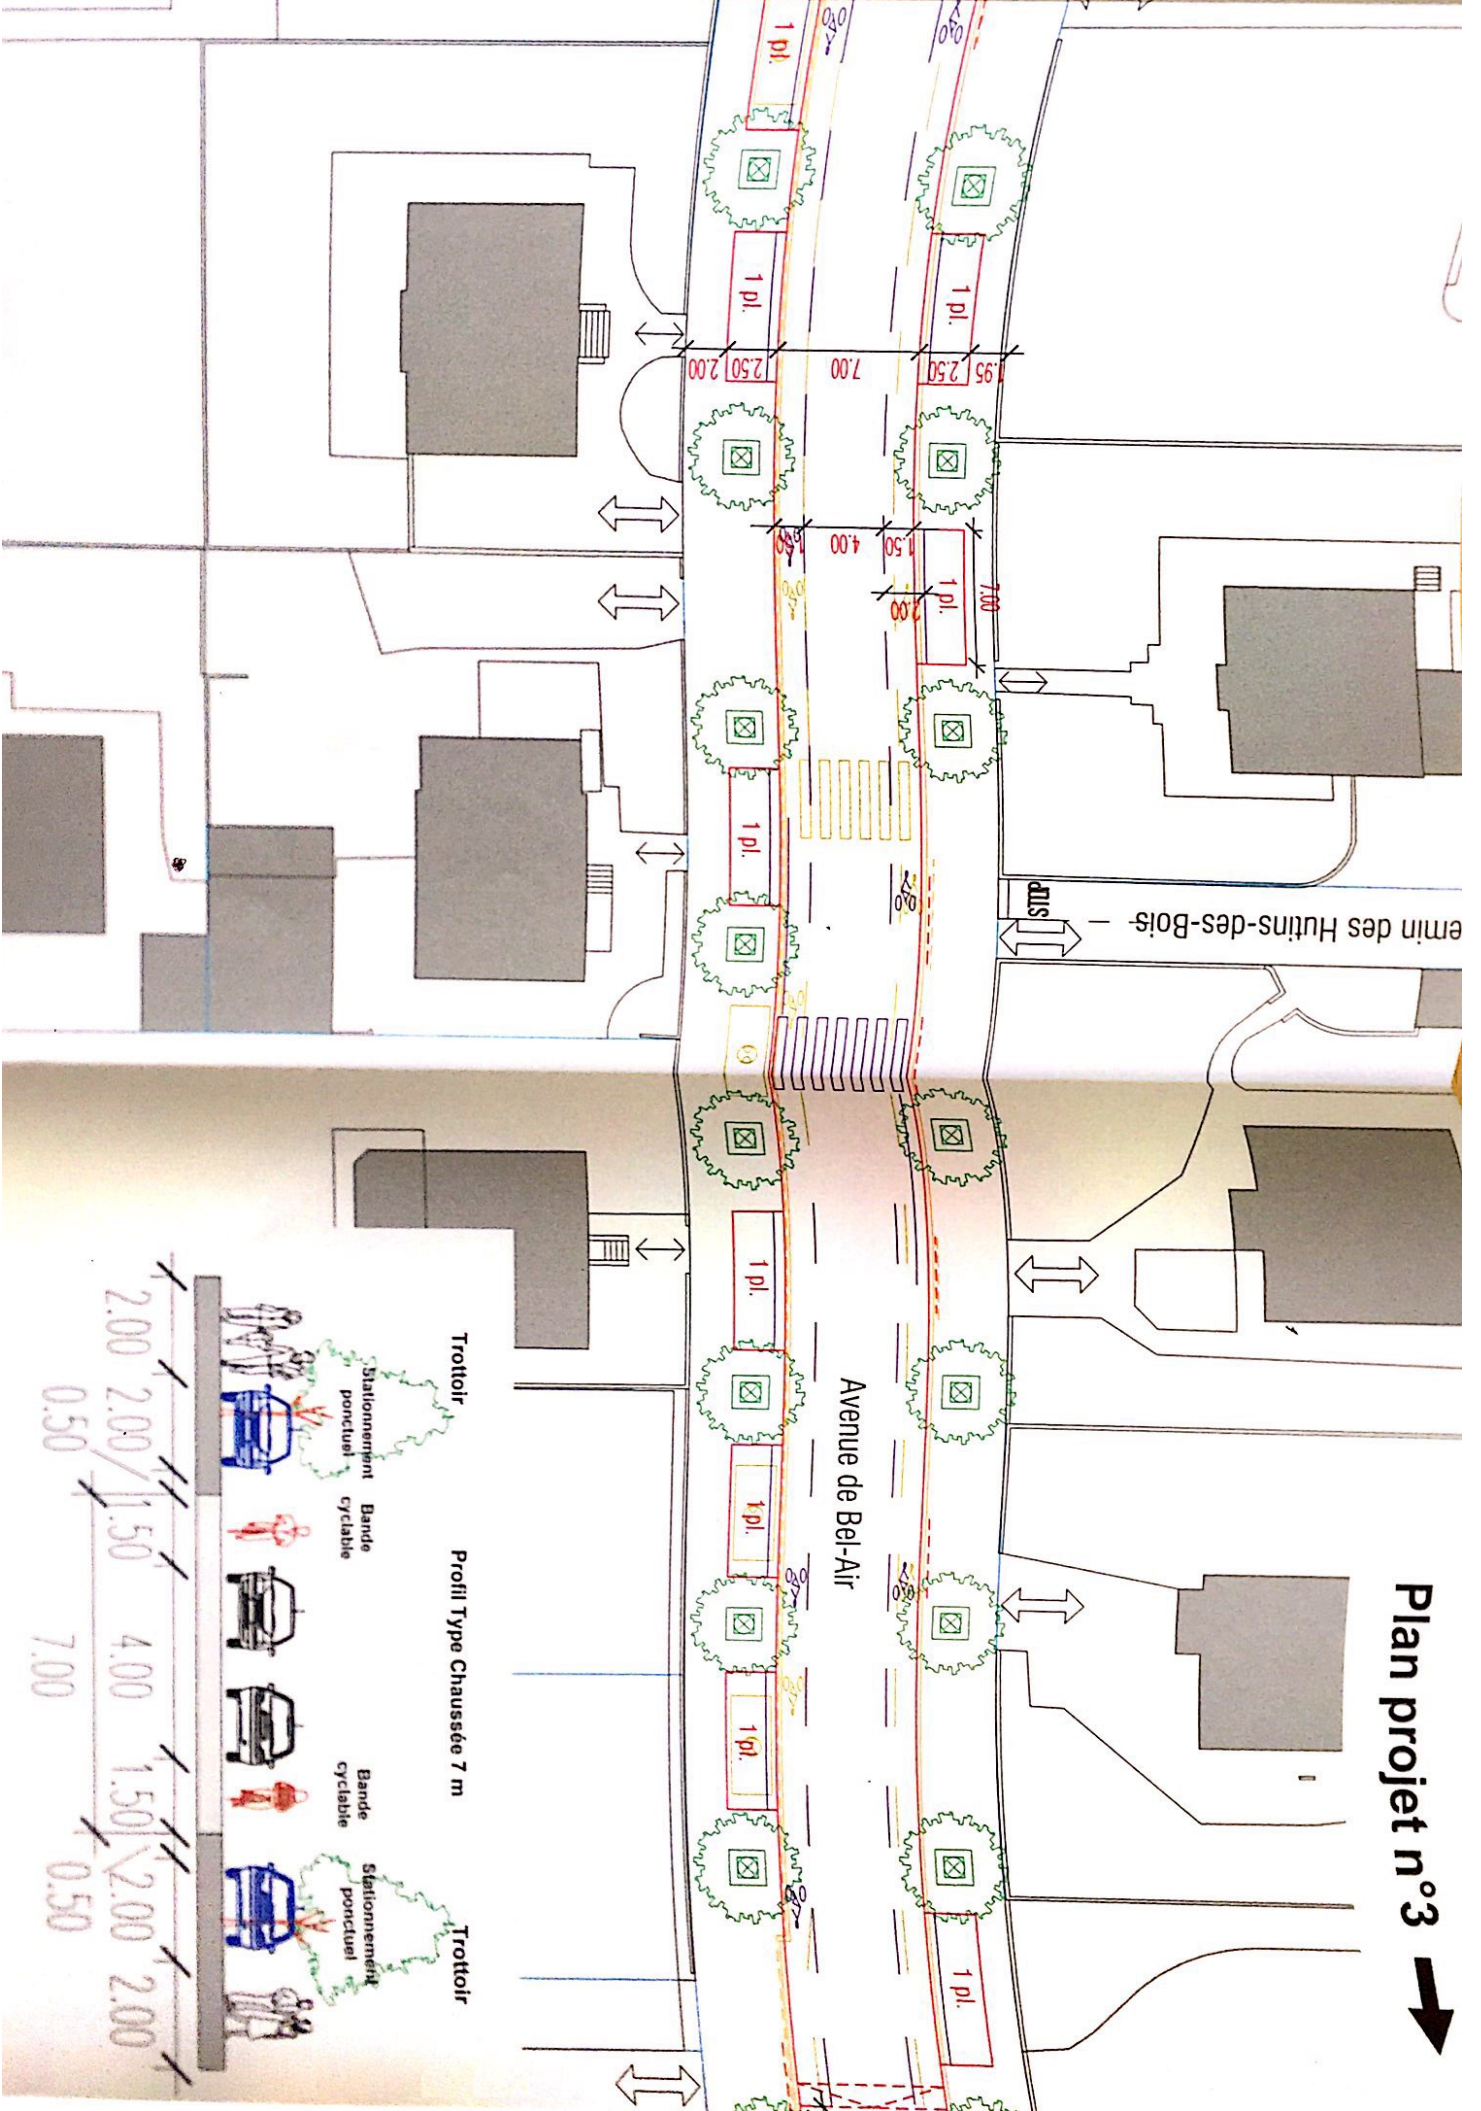 Plan projet n°3
Avenue de Bel-Air
emin des Hutins-des-Bois
STOP
1 pl.
1 pl.
1 pl.
1.95
2.50
7.00
2.50
2.00
1.50
4.00
7.00
2.00
1 pl.
1 pl.
1 pl.
1 pl.
1 pl.
1 pl.
Profil Type Chaussée 7 m
Trottoir
Stationnement
ponctuel
Bande
cyclable
Bande
cyclable
Stationnement
ponctuel
Trottoir
2.00
2.00
1.50
4.00
1.50
2.00
2.00
0.50
7.00
0.50